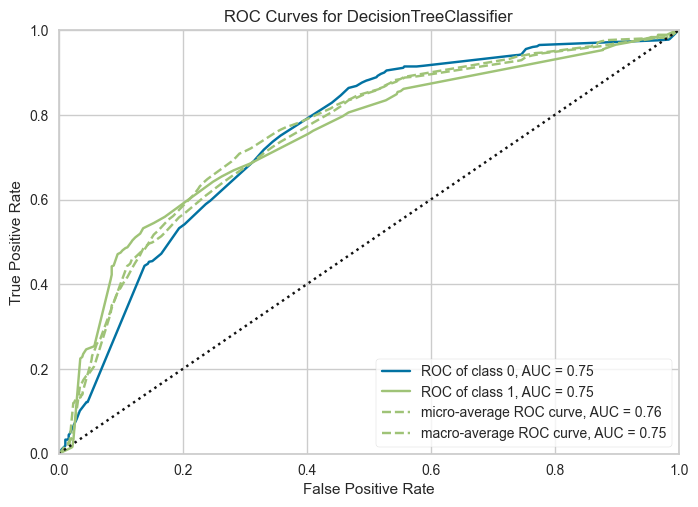 ROC Curves for DecisionTreeClassifier
True Positive Rate
1.0
0.8
0.6
0.4
0.2
0.0
ROC of class 0, AUC = 0.75
ROC of class 1, AUC = 0.75
micro-average ROC curve, AUC = 0.76
macro-average ROC curve, AUC = 0.75
0.0 0.2 0.4 0.6 0.8 1.0
False Positive Rate